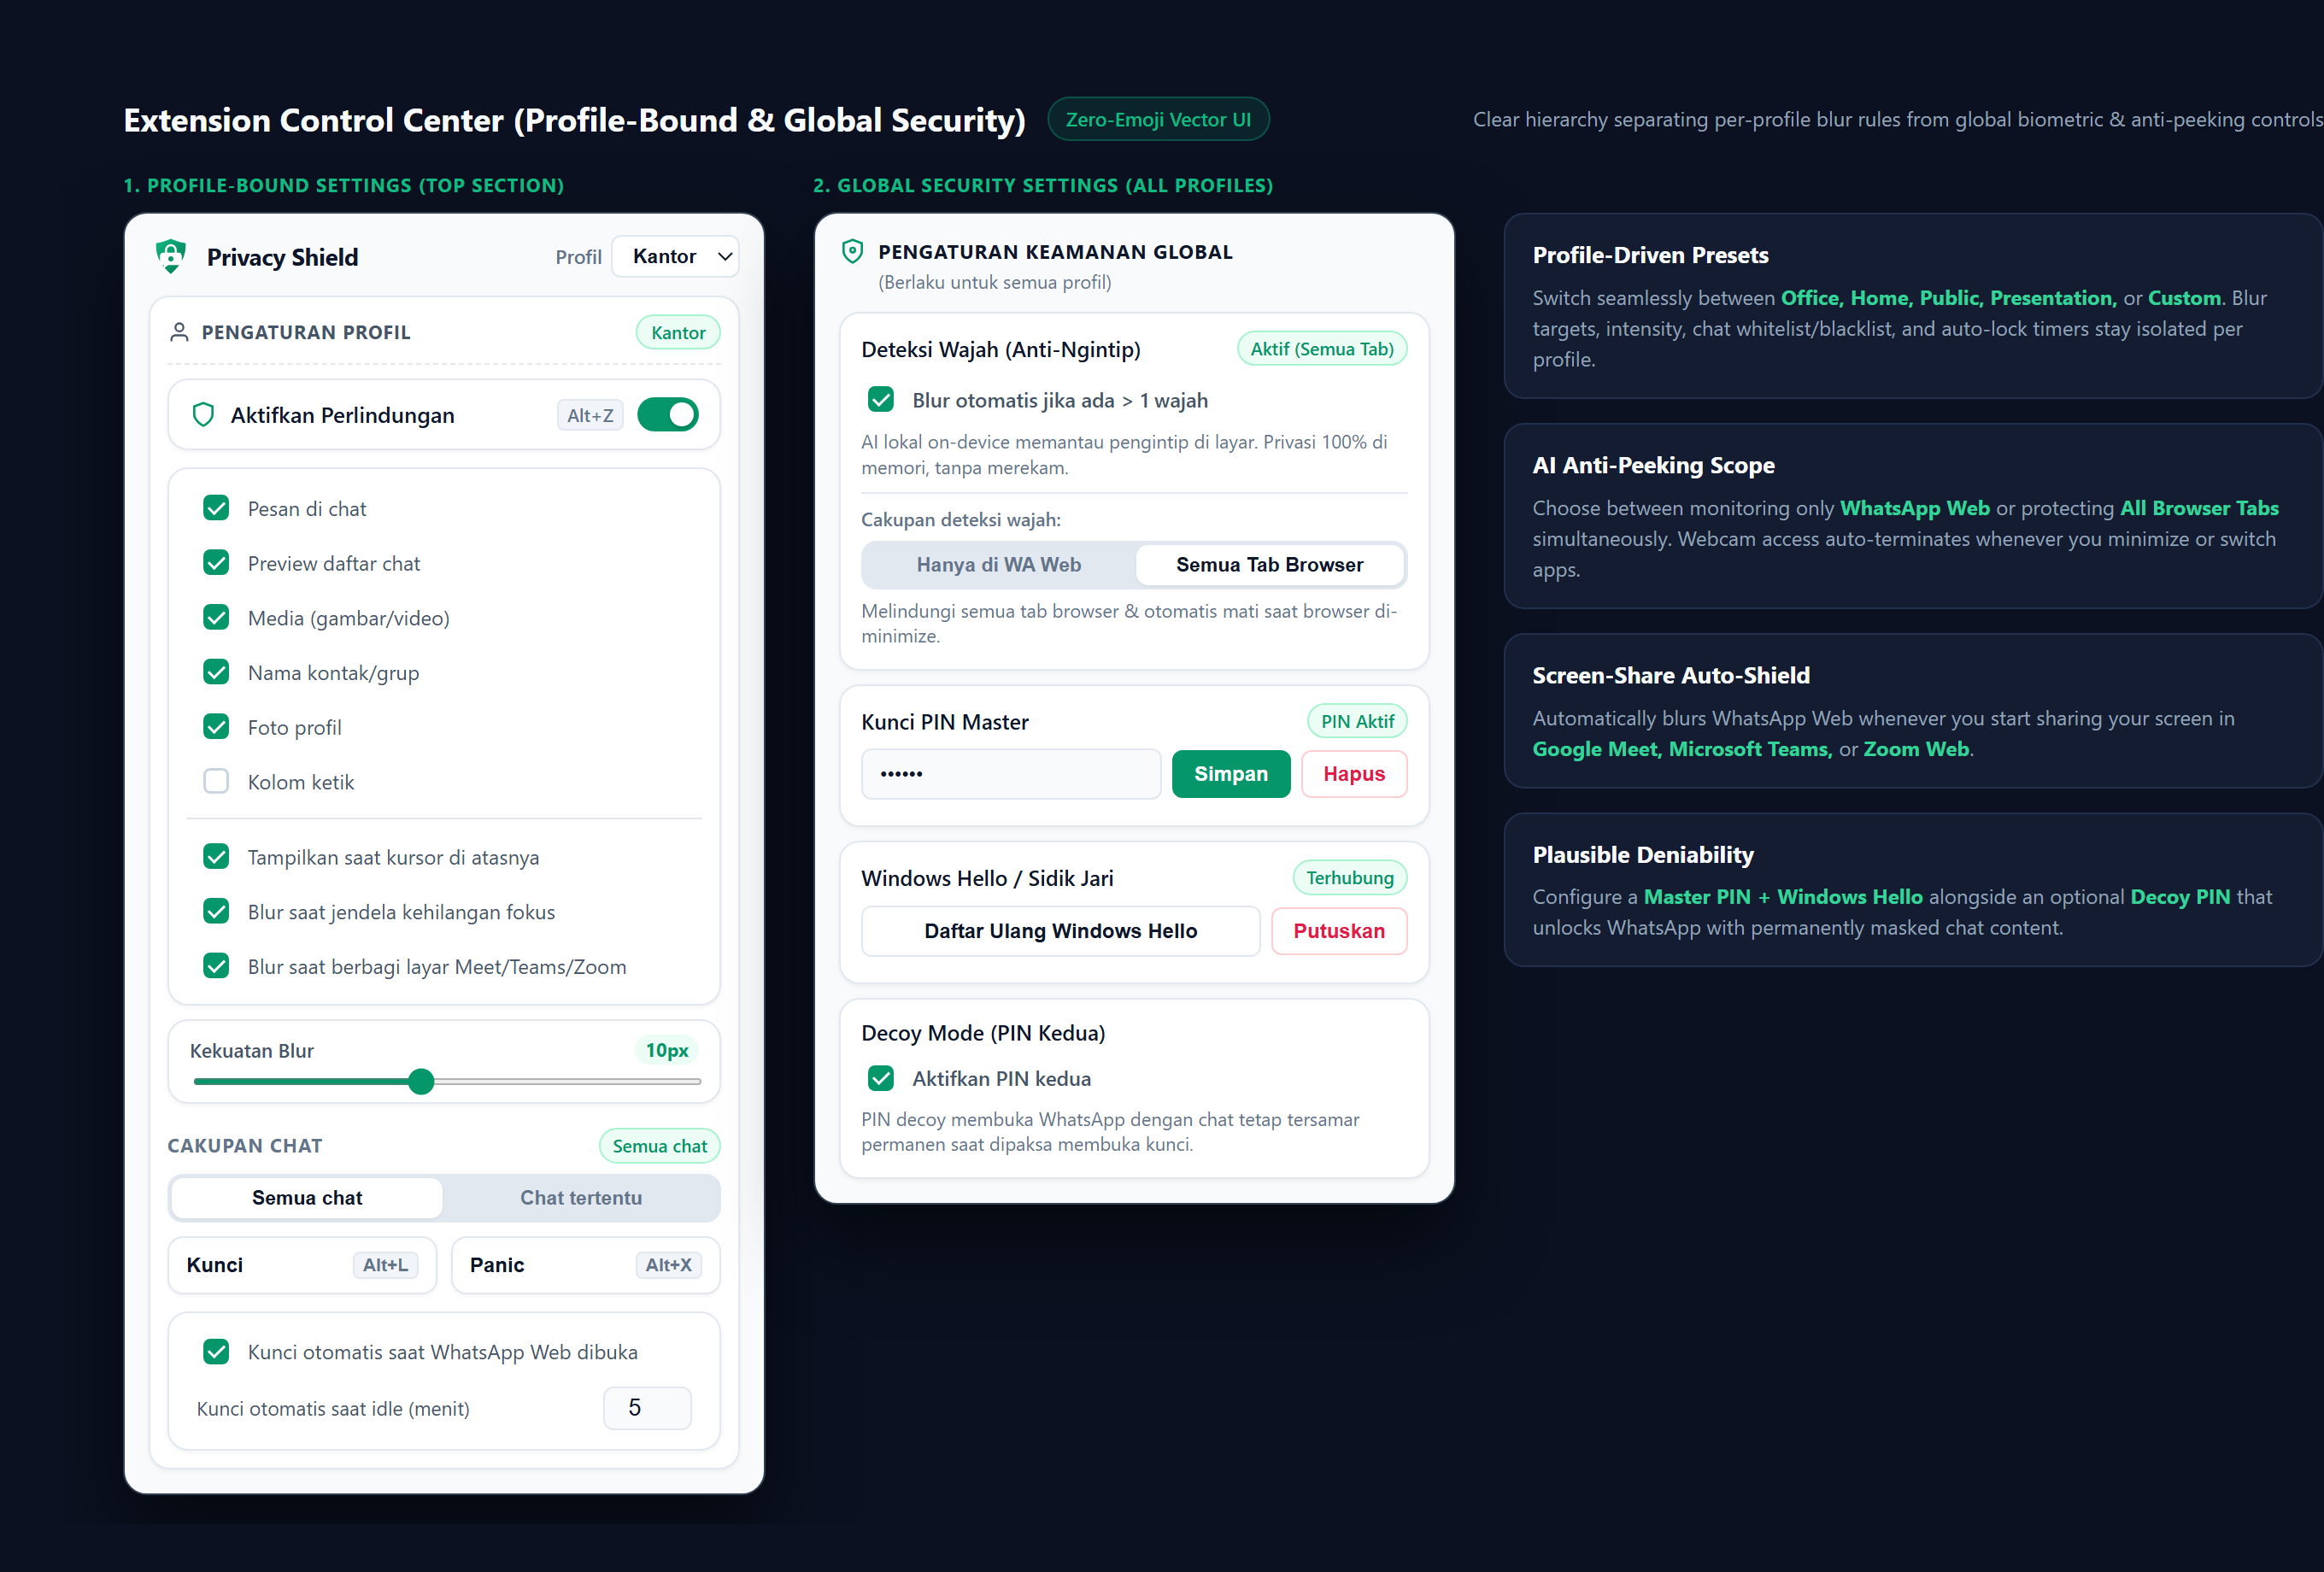 Extension Control Center (Profile-Bound & Global Security)
Zero-Emoji Vector UI
Clear hierarchy separating per-profile blur rules from global biometric & anti-peeking controls
1. PROFILE-BOUND SETTINGS (TOP SECTION)
Privacy Shield
Profil
Kantor
PENGATURAN PROFIL
Kantor
Aktifkan Perlindungan
Alt+Z
Pesan di chat
Preview daftar chat
Media (gambar/video)
Nama kontak/grup
Foto profil
Kolom ketik
Tampilkan saat kursor di atasnya
Blur saat jendela kehilangan fokus
Blur saat berbagi layar Meet/Teams/Zoom
Kekuatan Blur
10px
CAKUPAN CHAT
Semua chat
Semua chat
Chat tertentu
Kunci
Alt+L
Panic
Alt+X
Kunci otomatis saat WhatsApp Web dibuka
Kunci otomatis saat idle (menit)
5
2. GLOBAL SECURITY SETTINGS (ALL PROFILES)
PENGATURAN KEAMANAN GLOBAL
(Berlaku untuk semua profil)
Deteksi Wajah (Anti-Ngintip)
Aktif (Semua Tab)
Blur otomatis jika ada > 1 wajah
AI lokal on-device memantau pengintip di layar. Privasi 100% di
memori, tanpa merekam.
Cakupan deteksi wajah:
Hanya di WA Web
Semua Tab Browser
Melindungi semua tab browser & otomatis mati saat browser di-
minimize.
Kunci PIN Master
PIN Aktif
••••••
Simpan
Hapus
Windows Hello / Sidik Jari
Terhubung
Daftar Ulang Windows Hello
Putuskan
Decoy Mode (PIN Kedua)
Aktifkan PIN kedua
PIN decoy membuka WhatsApp dengan chat tetap tersamar
permanen saat dipaksa membuka kunci.
Profile-Driven Presets
Switch seamlessly between Office, Home, Public, Presentation, or Custom. Blur
targets, intensity, chat whitelist/blacklist, and auto-lock timers stay isolated per
profile.
AI Anti-Peeking Scope
Choose between monitoring only WhatsApp Web or protecting All Browser Tabs
simultaneously. Webcam access auto-terminates whenever you minimize or switch
apps.
Screen-Share Auto-Shield
Automatically blurs WhatsApp Web whenever you start sharing your screen in
Google Meet, Microsoft Teams, or Zoom Web.
Plausible Deniability
Configure a Master PIN + Windows Hello alongside an optional Decoy PIN that
unlocks WhatsApp with permanently masked chat content.